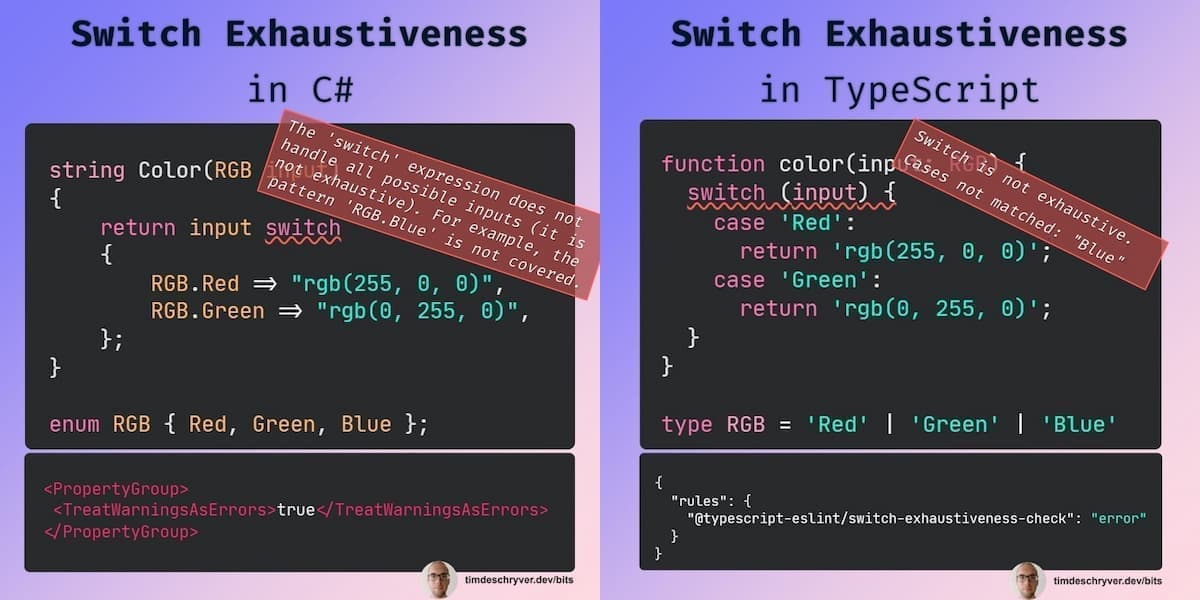 Switch Exhaustiveness
in C#
string Color(RGB input)
{
return input switch
{
RGB.Red => "rgb(255, 0, 0)",
RGB.Green => "rgb(0, 255, 0)",
};
}
enum RGB { Red, Green, Blue };
The 'switch' expression does not
handle all possible inputs (it is
not exhaustive). For example, the
pattern 'RGB.Blue' is not covered.
<PropertyGroup>
<TreatWarningsAsErrors>true</TreatWarningsAsErrors>
</PropertyGroup>
timdeschryver.dev/bits
Switch Exhaustiveness
in TypeScript
function color(input: RGB) {
switch (input) {
case 'Red':
return 'rgb(255, 0, 0)';
case 'Green':
return 'rgb(0, 255, 0)';
}
}
type RGB = 'Red' | 'Green' | 'Blue'
Switch is not exhaustive.
Cases not matched: "Blue"
{
"rules": {
"@typescript-eslint/switch-exhaustiveness-check": "error"
}
}
timdeschryver.dev/bits